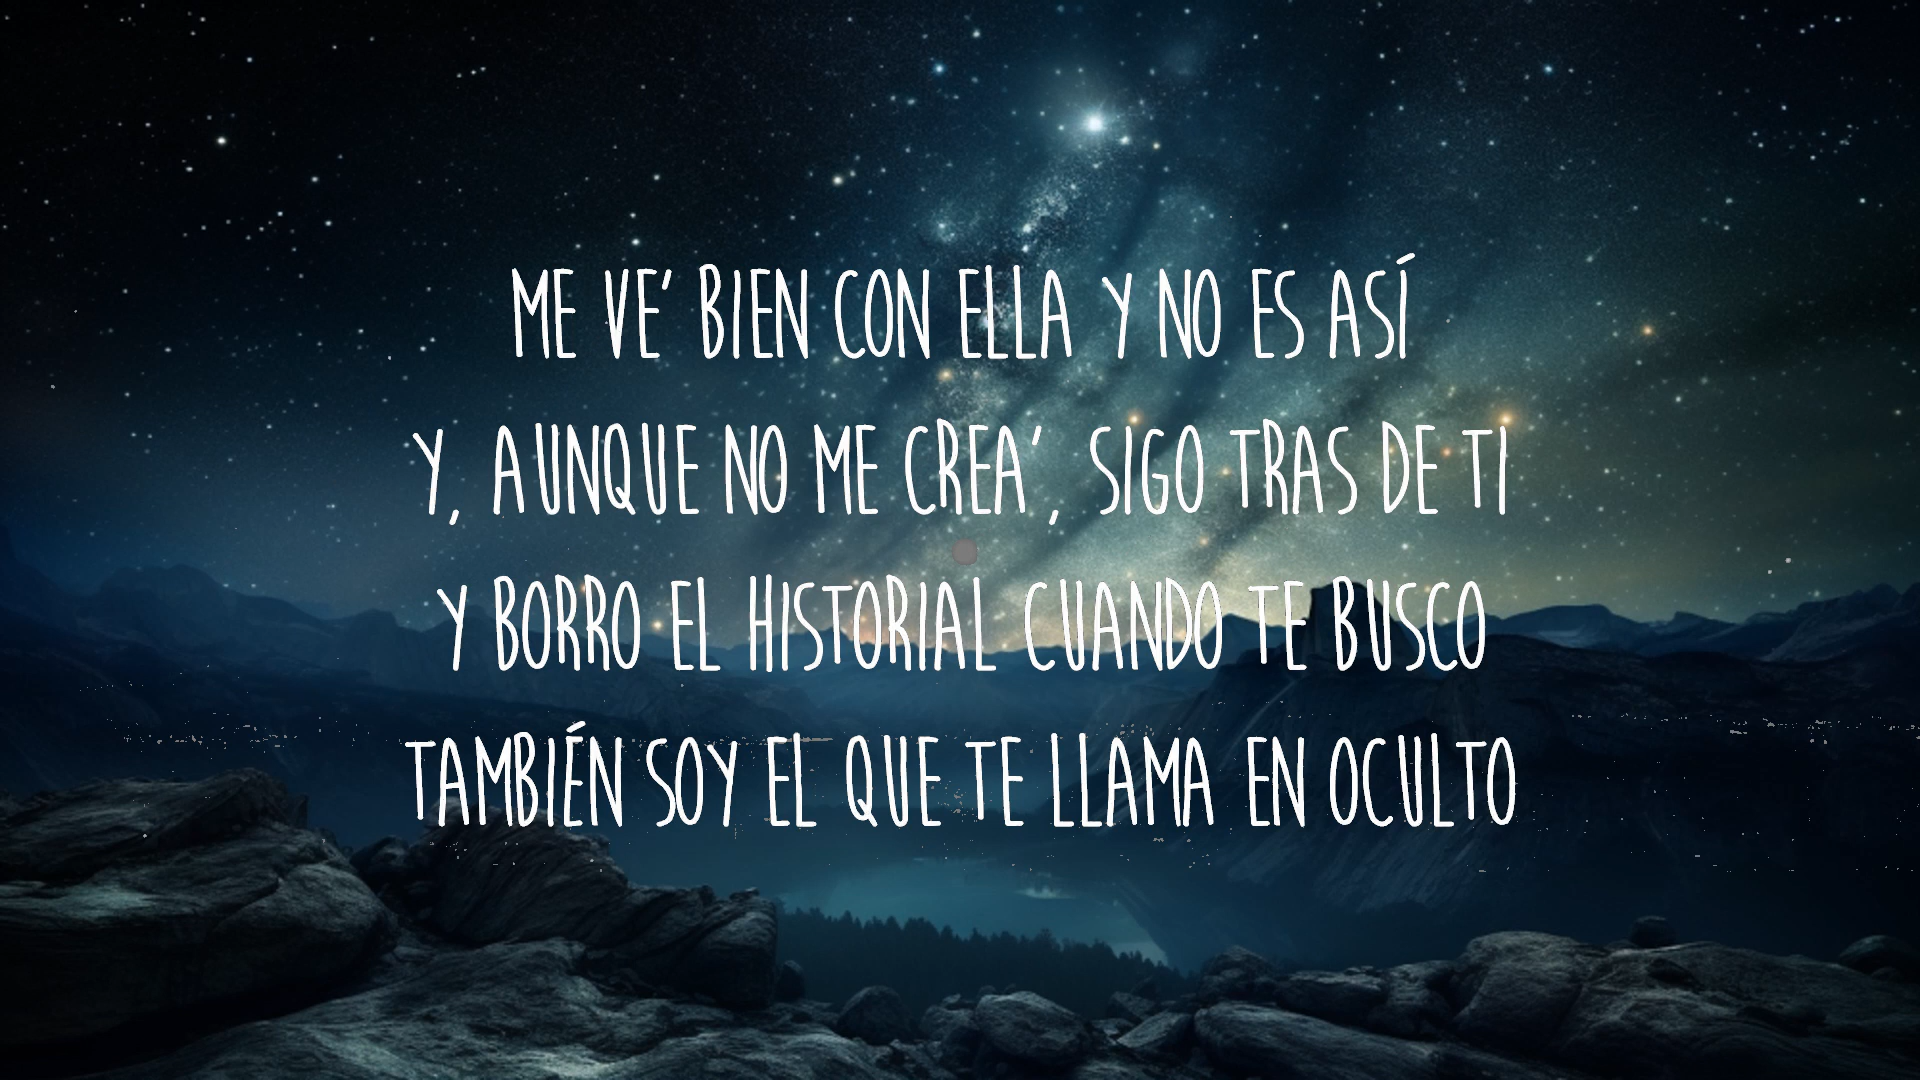 ME VE' BIEN CON ELLA Y NO ES ASÍ
Y, AUNQUE NO ME CREA', SIGO TRAS DE TI
Y BORRO EL HISTORIAL CUANDO TE BUSCO
TAMBIÉN SOY EL QUE TE LLAMA EN OCULTO